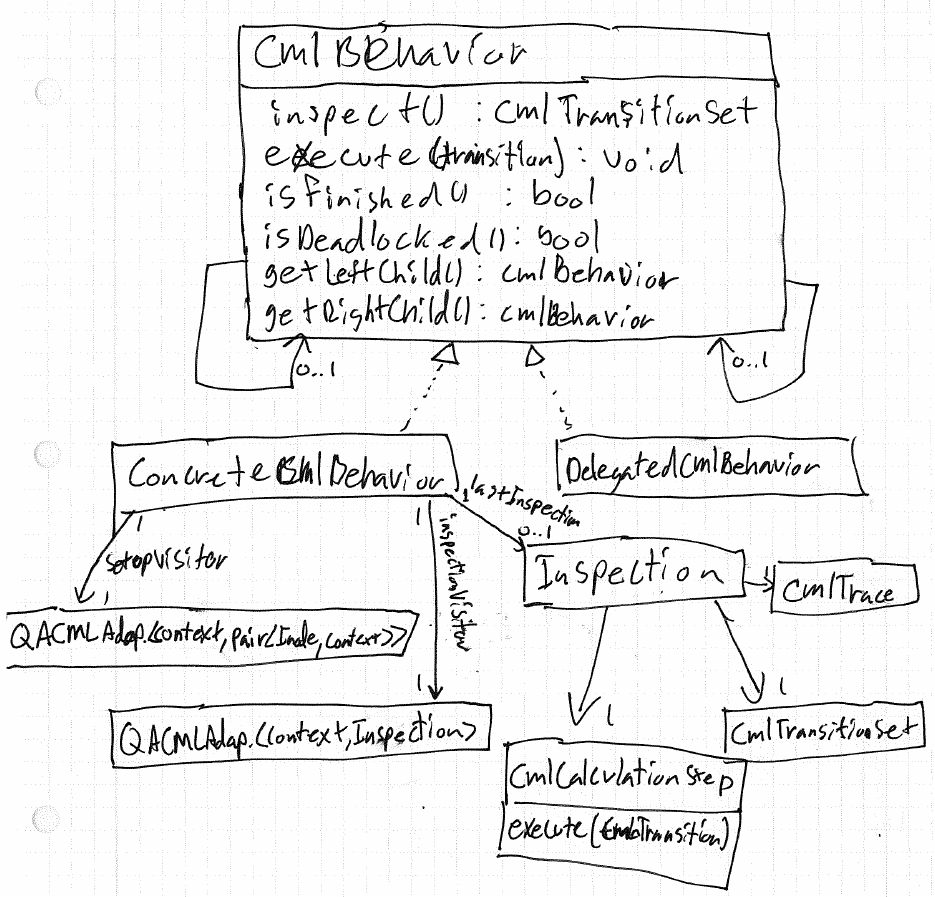 CmlBehavior
inspect() : CmlTransitionSet
execute(transition) : void
isFinished() : bool
isDeadlocked() : bool
getLeftChild() : cmlBehavior
getRightChild() : cmlBehavior
0..1
0..1
ConcreteCmlBehavior
DelegatedCmlBehavior
1
1
1
lastInspection
0..1
setupVisitor
inspectionVisitor
Inspection
1
CmlTrace
1
QACMLAdap.<Context, Pair<Inode, Context>>
1
1
1
QACMLAdap.<Context, Inspection>
CmlTransitionSet
CmlCalculationStep
execute(CmlTransition)